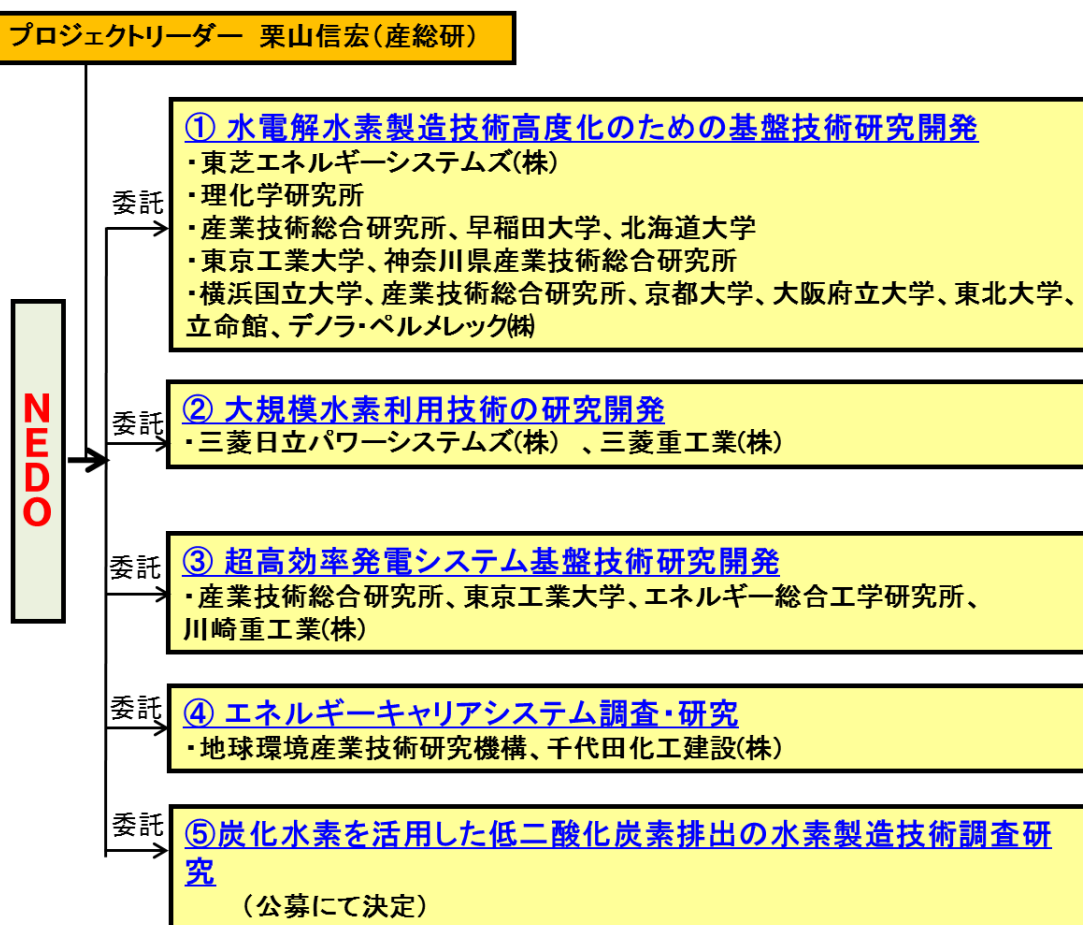 プロジェクトリーダー 栗山信宏(産総研)
委託
① 水電解水素製造技術高度化のための基盤技術研究開発
・東芝エネルギーシステムズ(株)
・理化学研究所
・産業技術総合研究所、早稲田大学、北海道大学
・東京工業大学、神奈川県産業技術総合研究所
・横浜国立大学、産業技術総合研究所、京都大学、大阪府立大学、東北大学、
立命館、デノラ・ペルメレック㈱
NEDO
委託
② 大規模水素利用技術の研究開発
・三菱日立パワーシステムズ(株) 、三菱重工業(株)
委託
③ 超高効率発電システム基盤技術研究開発
・産業技術総合研究所、東京工業大学、エネルギー総合工学研究所、
川崎重工業(株)
委託
④ エネルギーキャリアシステム調査・研究
・地球環境産業技術研究機構、千代田化工建設(株)
委託
⑤炭化水素を活用した低二酸化炭素排出の水素製造技術調査研
究
(公募にて決定)